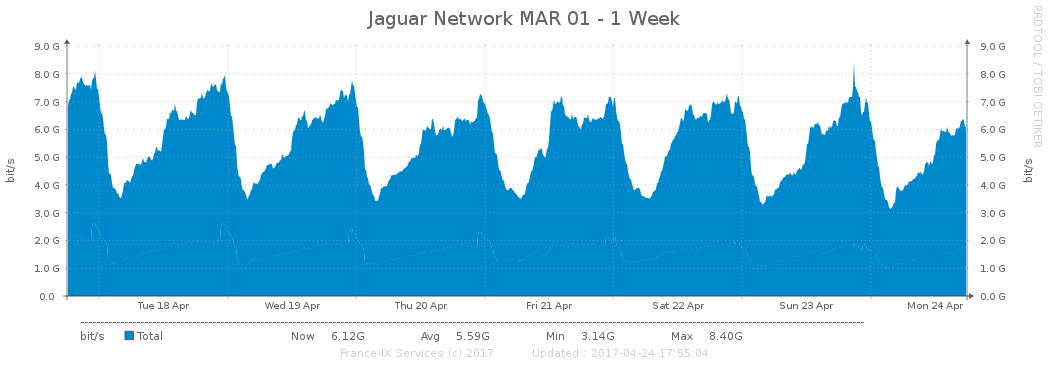 Jaguar Network MAR 01 - 1 Week
RRDTOOL / TOBI OETIKER
bit/s
9.0 G 9.0 G
8.0 G 8.0 G
7.0 G 7.0 G
6.0 G 6.0 G
5.0 G 5.0 G
4.0 G 4.0 G
3.0 G 3.0 G
2.0 G 2.0 G
1.0 G 1.0 G
0.0 0.0 G
bit/s
Tue 18 Apr Wed 19 Apr Thu 20 Apr Fri 21 Apr Sat 22 Apr Sun 23 Apr Mon 24 Apr
bit/s Total Now 6.12G Avg 5.59G Min 3.14G Max 8.40G
France-IX Services (c) 2017 Updated : 2017-04-24 17:55:04